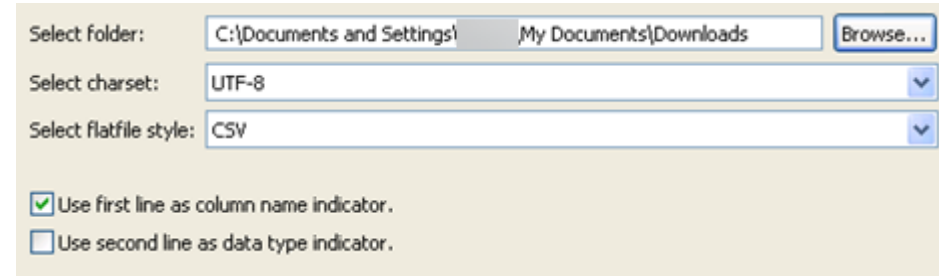 Select folder: C:\Documents and Settings\ My Documents\Downloads Browse...
Select charset: UTF-8
Select flatfile style: CSV
Use first line as column name indicator.
Use second line as data type indicator.